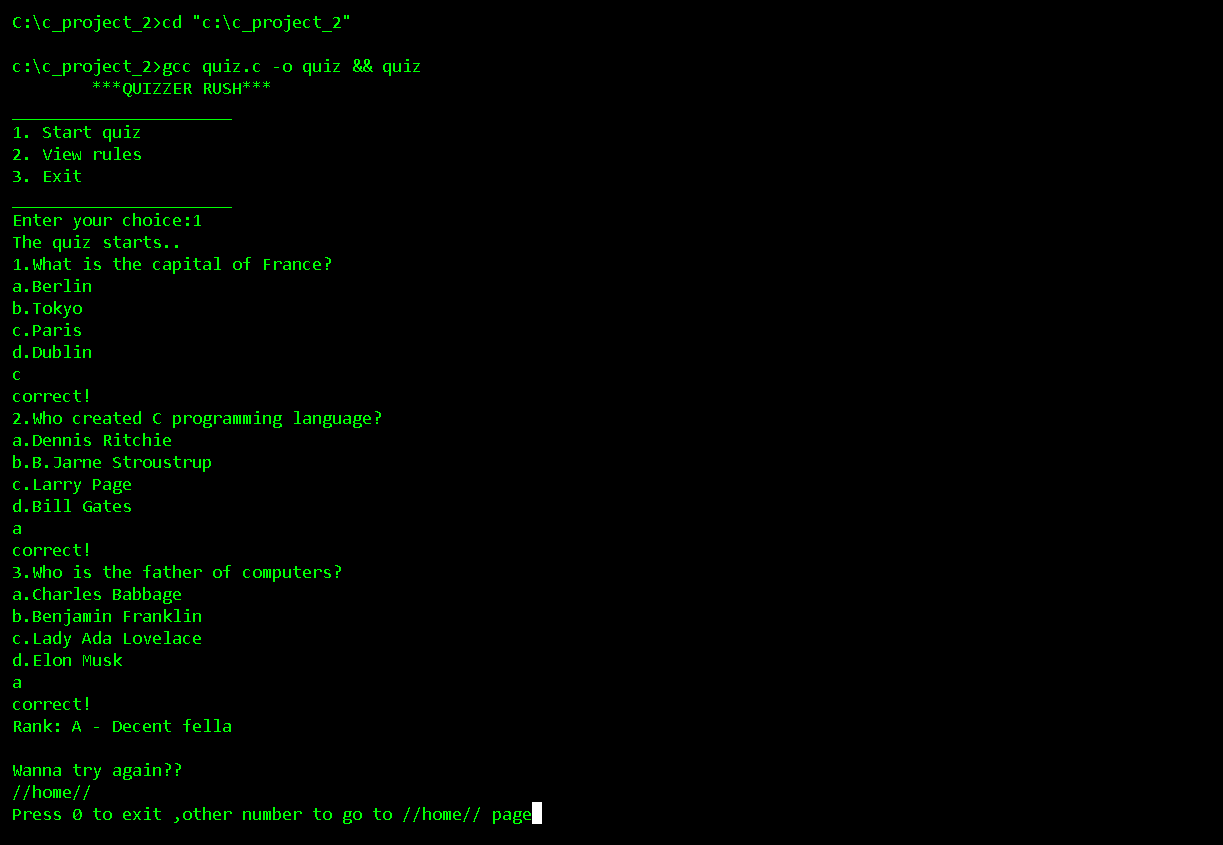 C:\c_project_2>cd "c:\c_project_2"
c:\c_project_2>gcc quiz.c -o quiz && quiz
***QUIZZER RUSH***
______________________
1. Start quiz
2. View rules
3. Exit
______________________
Enter your choice:1
The quiz starts..
1.What is the capital of France?
a.Berlin
b.Tokyo
c.Paris
d.Dublin
c
correct!
2.Who created C programming language?
a.Dennis Ritchie
b.B.Jarne Stroustrup
c.Larry Page
d.Bill Gates
a
correct!
3.Who is the father of computers?
a.Charles Babbage
b.Benjamin Franklin
c.Lady Ada Lovelace
d.Elon Musk
a
correct!
Rank: A - Decent fella
Wanna try again??
//home//
Press 0 to exit ,other number to go to //home// page